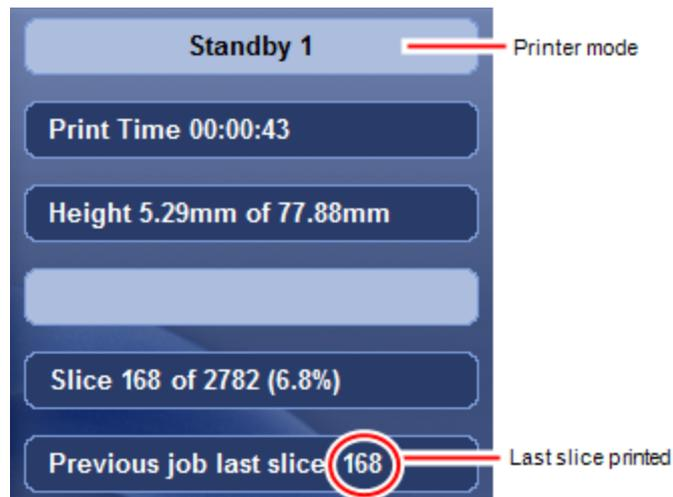 Standby 1
Printer mode
Print Time 00:00:43
Height 5.29mm of 77.88mm
Slice 168 of 2782 (6.8%)
Previous job last slice 168
Last slice printed